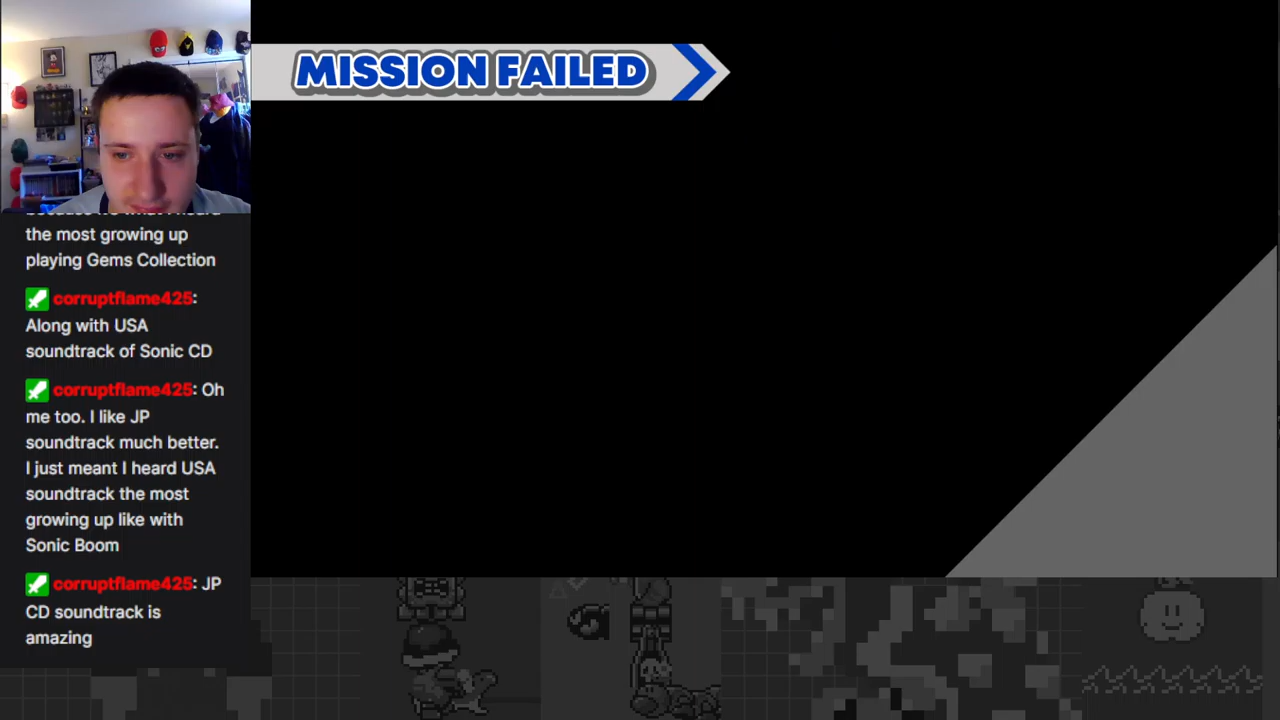 MISSION FAILED
the most growing up
playing Gems Collection
corruptflame425:
Along with USA
soundtrack of Sonic CD
corruptflame425: Oh
me too. I like JP
soundtrack much better.
I just meant I heard USA
soundtrack the most
growing up like with
Sonic Boom
corruptflame425: JP
CD soundtrack is
amazing